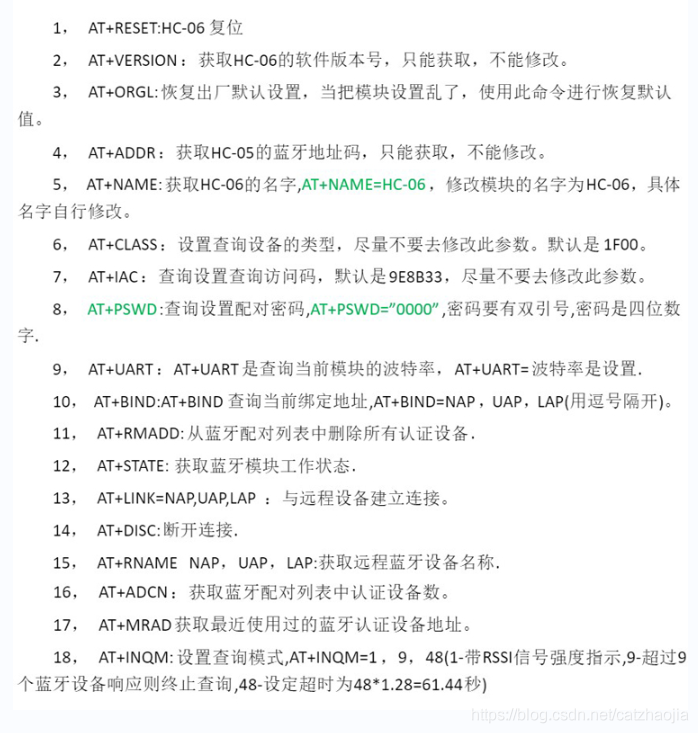 1， AT+RESET:HC-06 复位
2， AT+VERSION：获取HC-06的软件版本号，只能获取，不能修改。
3， AT+ORGL:恢复出厂默认设置，当把模块设置乱了，使用此命令进行恢复默认
值。
4， AT+ADDR：获取HC-05的蓝牙地址码，只能获取，不能修改。
5， AT+NAME:获取HC-06的名字,AT+NAME=HC-06，修改模块的名字为HC-06，具体
名字自行修改。
6， AT+CLASS：设置查询设备的类型，尽量不要去修改此参数。默认是 1F00。
7， AT+IAC：查询设置查询访问码，默认是9E8B33，尽量不要去修改此参数。
8， AT+PSWD:查询设置配对密码,AT+PSWD=”0000”,密码要有双引号,密码是四位数
字.
9， AT+UART：AT+UART 是查询当前模块的波特率，AT+UART=波特率是设置.
10， AT+BIND:AT+BIND 查询当前绑定地址,AT+BIND=NAP，UAP，LAP(用逗号隔开)。
11， AT+RMADD:从蓝牙配对列表中删除所有认证设备.
12， AT+STATE: 获取蓝牙模块工作状态.
13， AT+LINK=NAP,UAP,LAP ：与远程设备建立连接。
14， AT+DISC:断开连接.
15， AT+RNAME NAP，UAP，LAP:获取远程蓝牙设备名称.
16， AT+ADCN：获取蓝牙配对列表中认证设备数。
17， AT+MRAD获取最近使用过的蓝牙认证设备地址。
18， AT+INQM:设置查询模式,AT+INQM=1，9，48(1-带RSSI信号强度指示,9-超过9
个蓝牙设备响应则终止查询,48-设定超时为48*1.28=61.44秒)
https://blog.csdn.net/catzhaojia